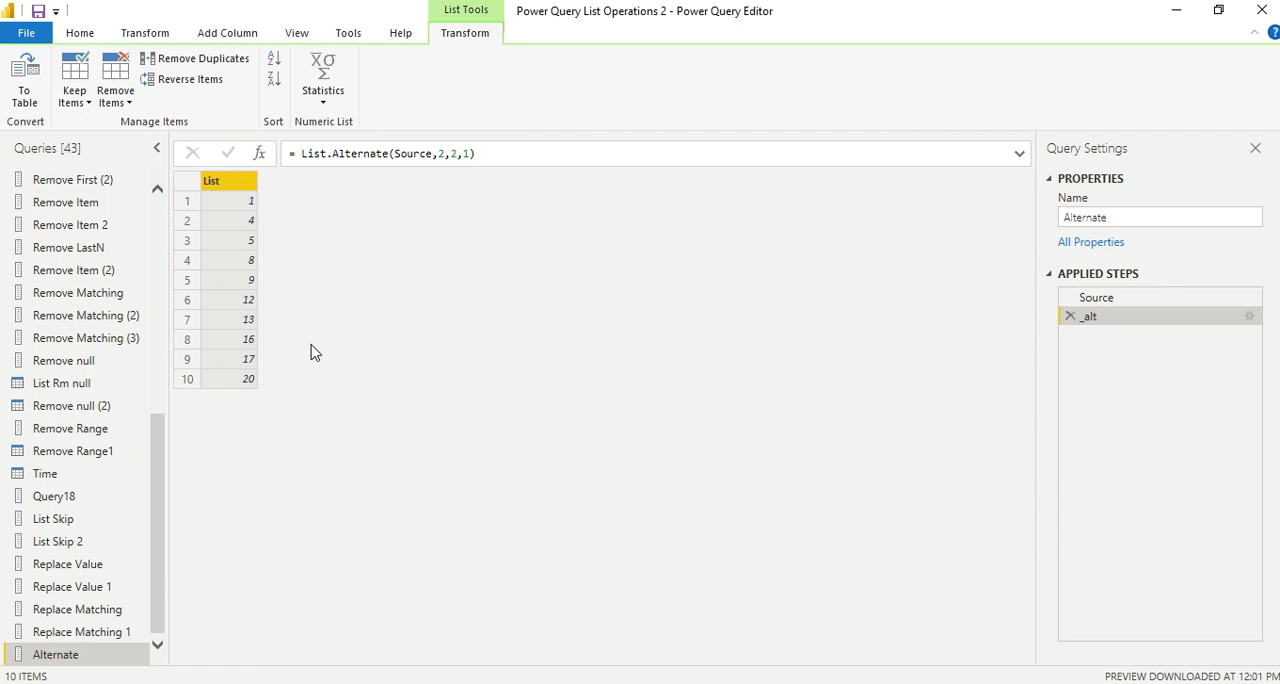 List Tools
Power Query List Operations 2 - Power Query Editor
File Home Transform Add Column View Tools Help Transform
To Table
Keep Items
Remove Items
Remove Duplicates
Reverse Items
Statistics
Convert Manage Items Sort Numeric List
Queries [43]
Remove First (2)
Remove Item
Remove Item 2
Remove LastN
Remove Item (2)
Remove Matching
Remove Matching (2)
Remove Matching (3)
Remove null
List Rm null
Remove null (2)
Remove Range
Remove Range1
Time
Query18
List Skip
List Skip 2
Replace Value
Replace Value 1
Replace Matching
Replace Matching 1
Alternate
fx = List.Alternate(Source,2,2,1)
List
1 1
2 4
3 5
4 8
5 9
6 12
7 13
8 16
9 17
10 20
Query Settings
PROPERTIES
Name
Alternate
All Properties
APPLIED STEPS
Source
_alt
10 ITEMS
PREVIEW DOWNLOADED AT 12:01 PM